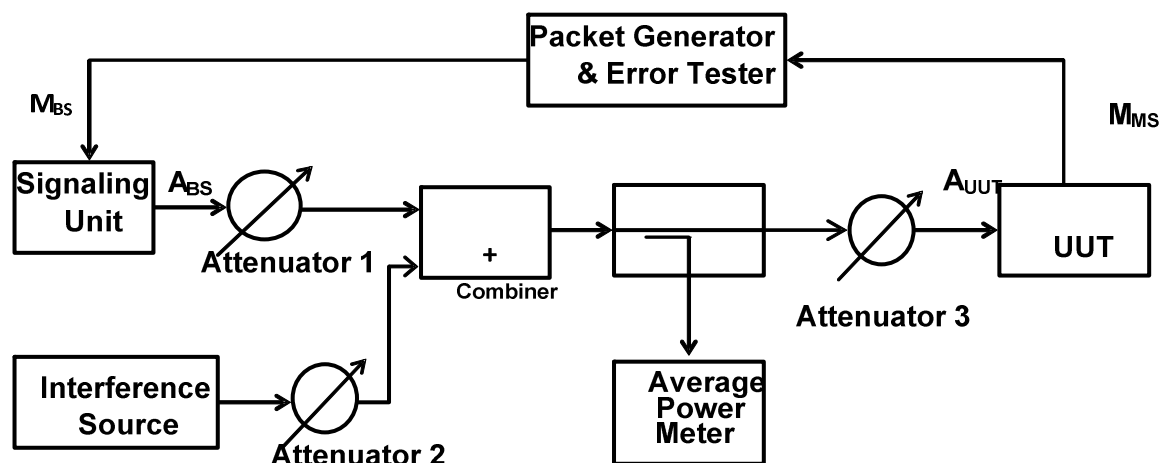 Packet Generator
& Error Tester
MBS
MMS
Signaling
Unit
ABS
Attenuator 1
+
Combiner
AUUT
UUT
Attenuator 3
Interference
Source
Attenuator 2
Average
Power
Meter